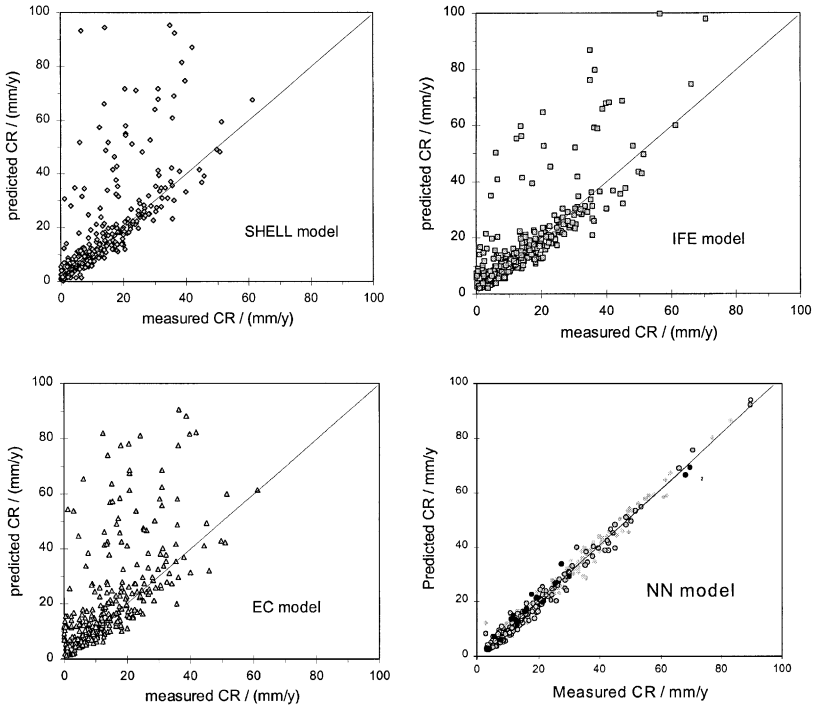 100
80
60
40
20
0
predicted CR / (mm/y)
SHELL model
0 20 40 60 80 100
measured CR / (mm/y)
100
80
60
40
20
0
predicted CR / (mm/y)
IFE model
0 20 40 60 80 100
measured CR / (mm/y)
100
80
60
40
20
0
predicted CR / (mm/y)
EC model
0 20 40 60 80 100
measured CR / (mm/y)
100
80
60
40
20
0
Predicted CR / mm/y
NN model
0 20 40 60 80 100
Measured CR / mm/y